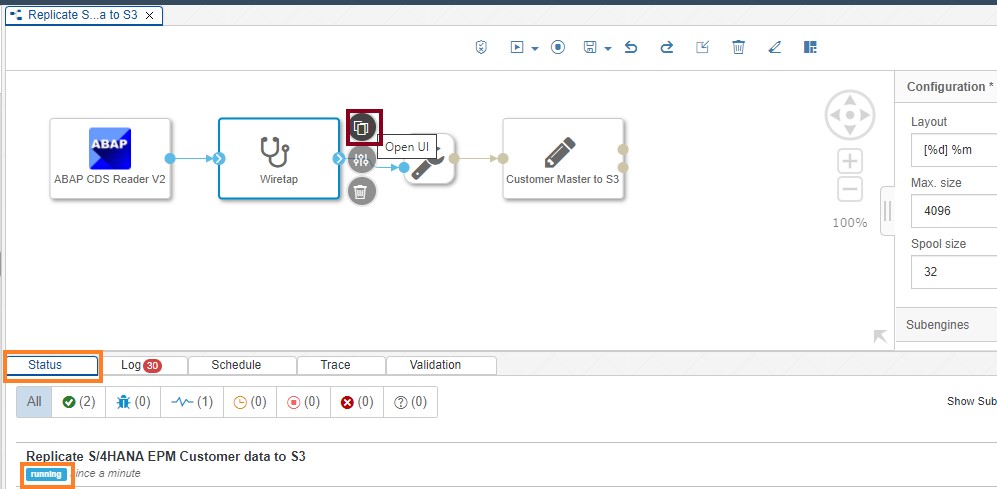 Replicate S...a to S3 ×
Configuration *
Layout
[%d] %m
Max. size
4096
Spool size
32
Subengines
ABAP
ABAP CDS Reader V2
Wiretap
Open UI
Customer Master to S3
100%
Status
Log 30
Schedule
Trace
Validation
All (2) (0) (1) (0) (0) (0) (0)
Show Sub
Replicate S/4HANA EPM Customer data to S3
running ince a minute